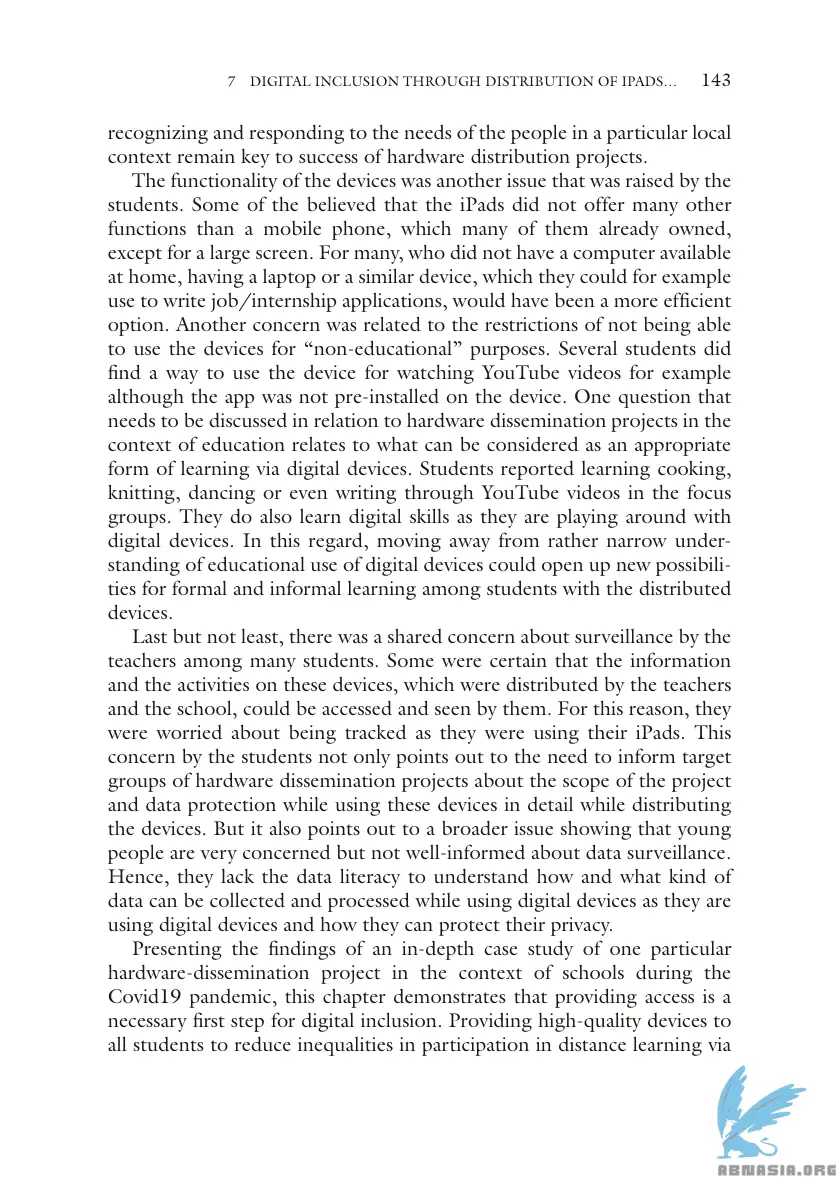 7 DIGITAL INCLUSION THROUGH DISTRIBUTION OF IPADS… 143
recognizing and responding to the needs of the people in a particular local
context remain key to success of hardware distribution projects.
The functionality of the devices was another issue that was raised by the
students. Some of the believed that the iPads did not offer many other
functions than a mobile phone, which many of them already owned,
except for a large screen. For many, who did not have a computer available
at home, having a laptop or a similar device, which they could for example
use to write job/internship applications, would have been a more efficient
option. Another concern was related to the restrictions of not being able
to use the devices for “non-educational” purposes. Several students did
find a way to use the device for watching YouTube videos for example
although the app was not pre-installed on the device. One question that
needs to be discussed in relation to hardware dissemination projects in the
context of education relates to what can be considered as an appropriate
form of learning via digital devices. Students reported learning cooking,
knitting, dancing or even writing through YouTube videos in the focus
groups. They do also learn digital skills as they are playing around with
digital devices. In this regard, moving away from rather narrow under-
standing of educational use of digital devices could open up new possibili-
ties for formal and informal learning among students with the distributed
devices.
Last but not least, there was a shared concern about surveillance by the
teachers among many students. Some were certain that the information
and the activities on these devices, which were distributed by the teachers
and the school, could be accessed and seen by them. For this reason, they
were worried about being tracked as they were using their iPads. This
concern by the students not only points out to the need to inform target
groups of hardware dissemination projects about the scope of the project
and data protection while using these devices in detail while distributing
the devices. But it also points out to a broader issue showing that young
people are very concerned but not well-informed about data surveillance.
Hence, they lack the data literacy to understand how and what kind of
data can be collected and processed while using digital devices as they are
using digital devices and how they can protect their privacy.
Presenting the findings of an in-depth case study of one particular
hardware-dissemination project in the context of schools during the
Covid19 pandemic, this chapter demonstrates that providing access is a
necessary first step for digital inclusion. Providing high-quality devices to
all students to reduce inequalities in participation in distance learning via
ABNASIA.ORG